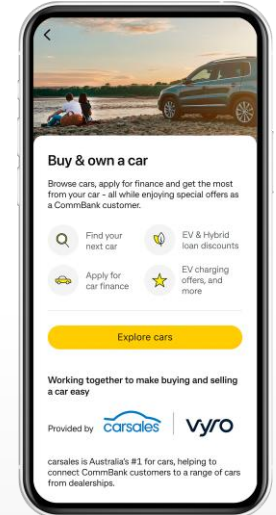 Buy & own a car
Browse cars, apply for finance and get the most
from your car – all while enjoying special offers as
a CommBank customer.
Find your
next car
EV & Hybrid
loan discounts
Apply for
car finance
EV charging
offers, and
more
Explore cars
Working together to make buying and selling
a car easy
Provided by carsales vyro
carsales is Australia's #1 for cars, helping to
connect CommBank customers to a range of cars
from dealerships.